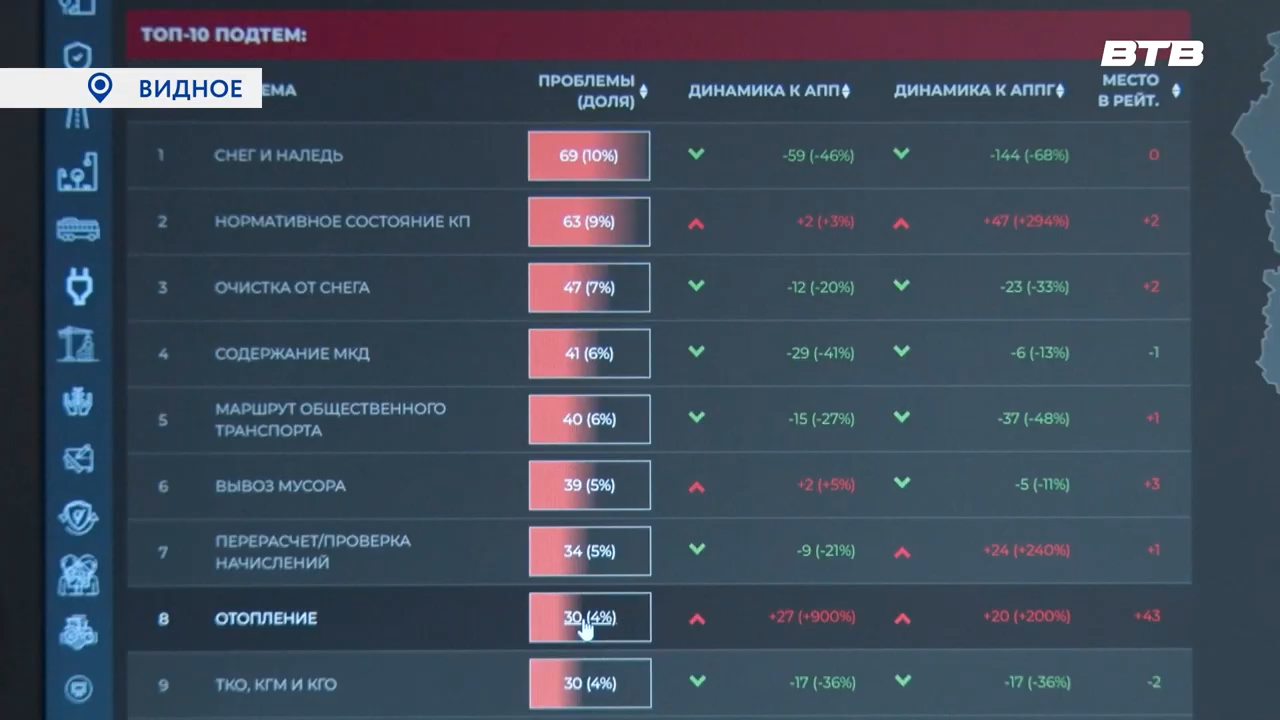 ТОП-10 ПОДТЕМ:
ВТВ
ВИДНОЕ
ЕМА ПРОБЛЕМЫ (ДОЛЯ) ДИНАМИКА К АПП ДИНАМИКА К АППГ МЕСТО В РЕЙТ.
1 СНЕГ И НАЛЕДЬ 69 (10%) -59 (-46%) -144 (-68%) 0
2 НОРМАТИВНОЕ СОСТОЯНИЕ КП 63 (9%) +2 (+3%) +47 (+294%) +2
3 ОЧИСТКА ОТ СНЕГА 47 (7%) -12 (-20%) -23 (-33%) +2
4 СОДЕРЖАНИЕ МКД 41 (6%) -29 (-41%) -6 (-13%) -1
5 МАРШРУТ ОБЩЕСТВЕННОГО ТРАНСПОРТА 40 (6%) -15 (-27%) -37 (-48%) +1
6 ВЫВОЗ МУСОРА 39 (5%) +2 (+5%) -5 (-11%) +3
7 ПЕРЕРАСЧЕТ/ПРОВЕРКА НАЧИСЛЕНИЙ 34 (5%) -9 (-21%) +24 (+240%) +1
8 ОТОПЛЕНИЕ 30 (4%) +27 (+900%) +20 (+200%) +43
9 ТКО, КГМ И КГО 30 (4%) -17 (-36%) -17 (-36%) -2